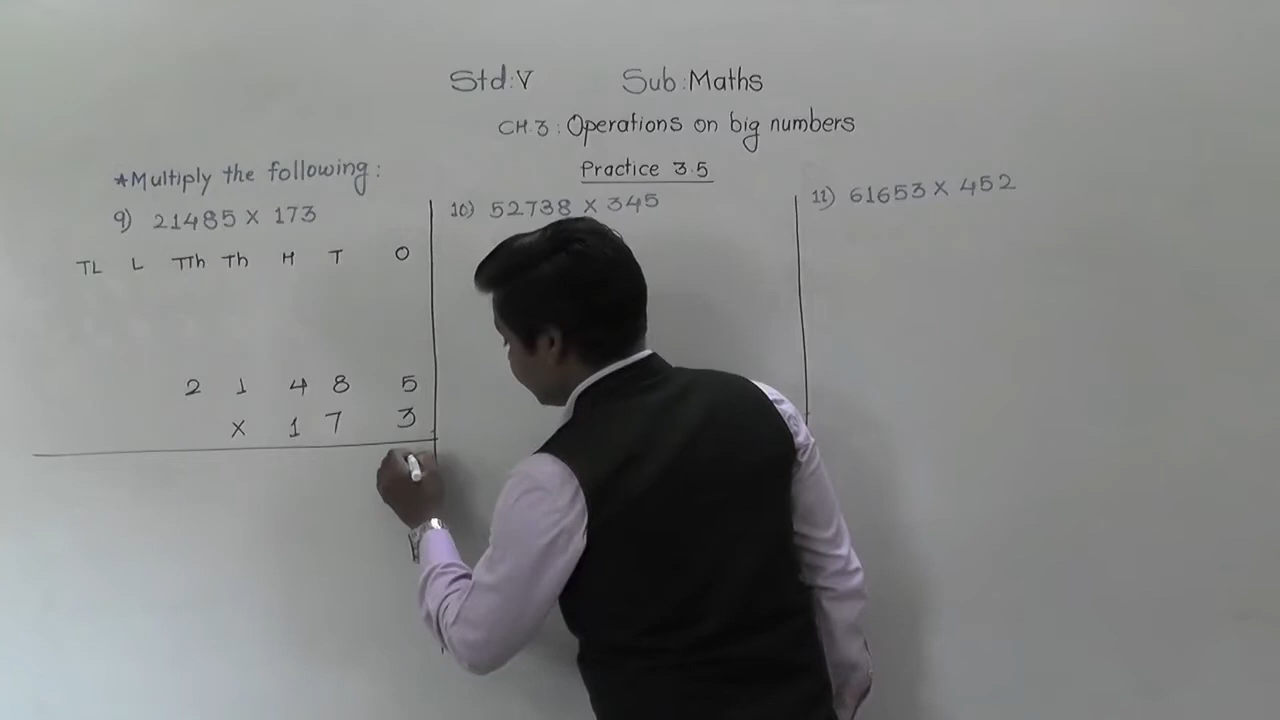 Std:V Sub:Maths
CH.3: Operations on big numbers
Practice 3.5
*Multiply the following:
9) 21485 X 173
TL L TTh Th H T O
2 1 4 8 5
X 1 7 3
10) 52738 X 345
11) 61653 X 452